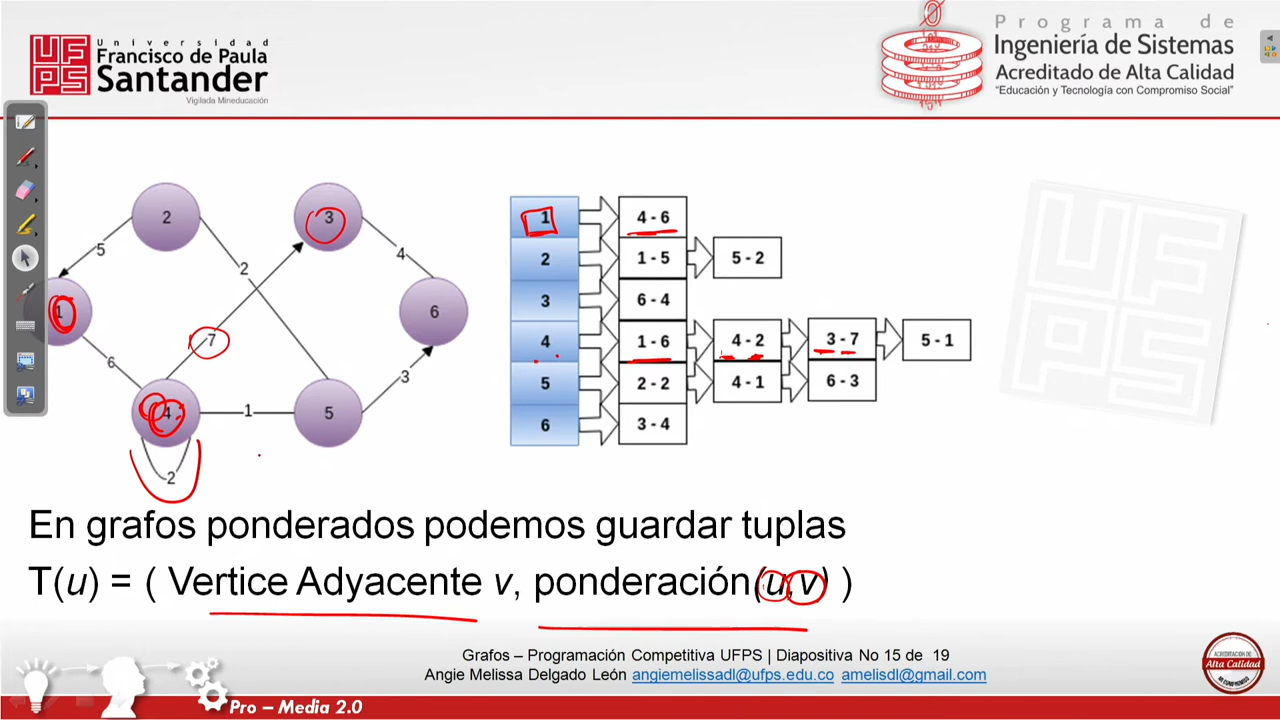 Universidad
Francisco de Paula
Santander
Vigilada Mineducación
UFPS
Programa de
Ingeniería de Sistemas
Acreditado de Alta Calidad
"Educación y Tecnología con Compromiso Social"
2
3
5
2
4
1
7
6
6
4
1
5
3
2
1
4 - 6
2
1 - 5
5 - 2
3
6 - 4
4
1 - 6
4 - 2
3 - 7
5 - 1
5
2 - 2
4 - 1
6 - 3
6
3 - 4
UFPS
En grafos ponderados podemos guardar tuplas
T(u) = ( Vertice Adyacente v, ponderación(u,v) )
Grafos – Programación Competitiva UFPS | Diapositiva No 15 de 19
Angie Melissa Delgado León angiemelissadl@ufps.edu.co amelisdl@gmail.com
Alta Calidad
Pro – Media 2.0